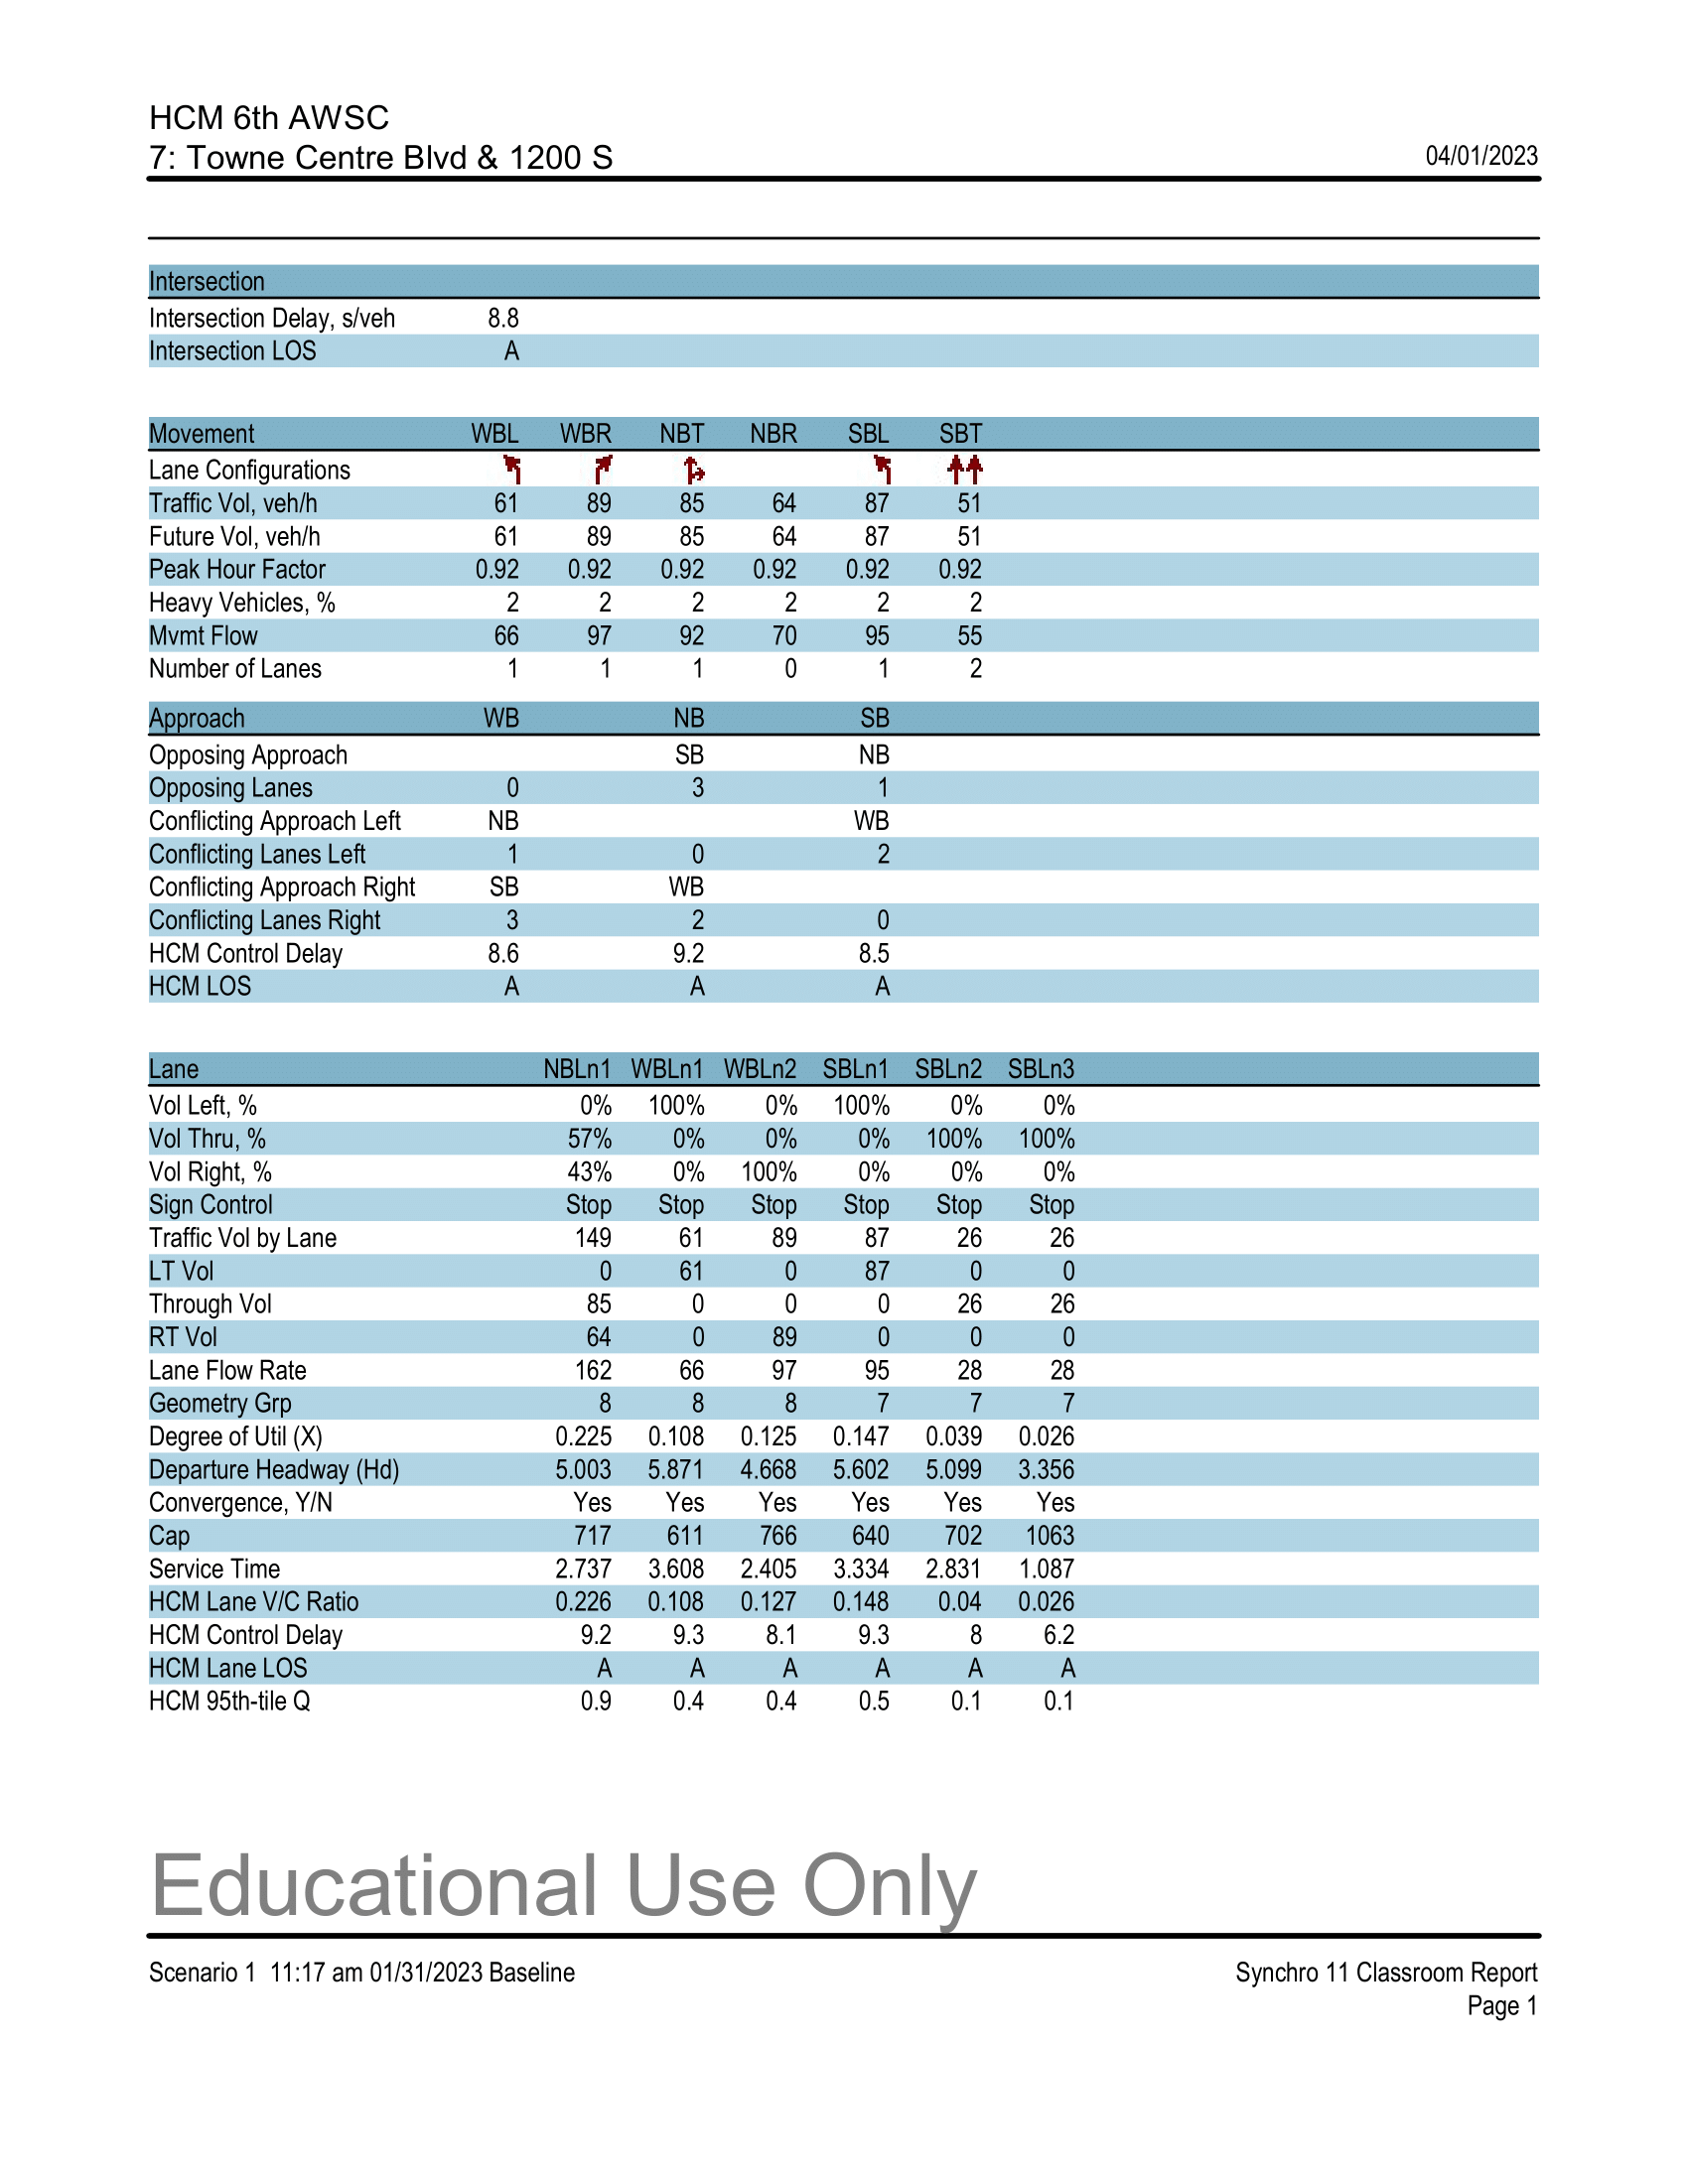 HCM 6th AWSC
7: Towne Centre Blvd & 1200 S 04/01/2023
Intersection
Intersection Delay, s/veh 8.8
Intersection LOS A
Movement WBL WBR NBT NBR SBL SBT
Lane Configurations
Traffic Vol, veh/h 61 89 85 64 87 51
Future Vol, veh/h 61 89 85 64 87 51
Peak Hour Factor 0.92 0.92 0.92 0.92 0.92 0.92
Heavy Vehicles, % 2 2 2 2 2 2
Mvmt Flow 66 97 92 70 95 55
Number of Lanes 1 1 1 0 1 2
Approach WB NB SB
Opposing Approach SB NB
Opposing Lanes 0 3 1
Conflicting Approach Left NB WB
Conflicting Lanes Left 1 0 2
Conflicting Approach Right SB WB
Conflicting Lanes Right 3 2 0
HCM Control Delay 8.6 9.2 8.5
HCM LOS A A A
Lane NBLn1 WBLn1 WBLn2 SBLn1 SBLn2 SBLn3
Vol Left, % 0% 100% 0% 100% 0% 0%
Vol Thru, % 57% 0% 0% 0% 100% 100%
Vol Right, % 43% 0% 100% 0% 0% 0%
Sign Control Stop Stop Stop Stop Stop Stop
Traffic Vol by Lane 149 61 89 87 26 26
LT Vol 0 61 0 87 0 0
Through Vol 85 0 0 0 26 26
RT Vol 64 0 89 0 0 0
Lane Flow Rate 162 66 97 95 28 28
Geometry Grp 8 8 8 7 7 7
Degree of Util (X) 0.225 0.108 0.125 0.147 0.039 0.026
Departure Headway (Hd) 5.003 5.871 4.668 5.602 5.099 3.356
Convergence, Y/N Yes Yes Yes Yes Yes Yes
Cap 717 611 766 640 702 1063
Service Time 2.737 3.608 2.405 3.334 2.831 1.087
HCM Lane V/C Ratio 0.226 0.108 0.127 0.148 0.04 0.026
HCM Control Delay 9.2 9.3 8.1 9.3 8 6.2
HCM Lane LOS A A A A A A
HCM 95th-tile Q 0.9 0.4 0.4 0.5 0.1 0.1
Educational Use Only
Scenario 1 11:17 am 01/31/2023 Baseline Synchro 11 Classroom Report
Page 1